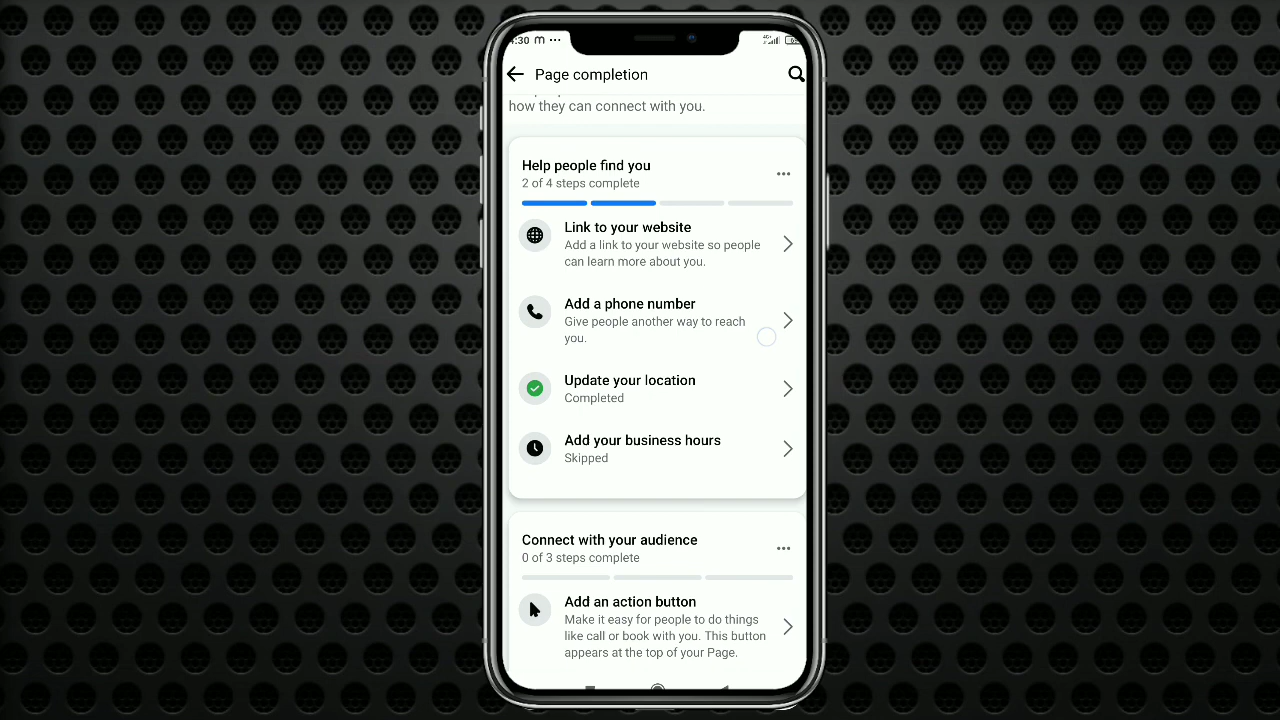 :30 m ...
Page completion
how they can connect with you.
Help people find you
2 of 4 steps complete
Link to your website
Add a link to your website so people
can learn more about you.
Add a phone number
Give people another way to reach
you.
Update your location
Completed
Add your business hours
Skipped
Connect with your audience
0 of 3 steps complete
Add an action button
Make it easy for people to do things
like call or book with you. This button
appears at the top of your Page.